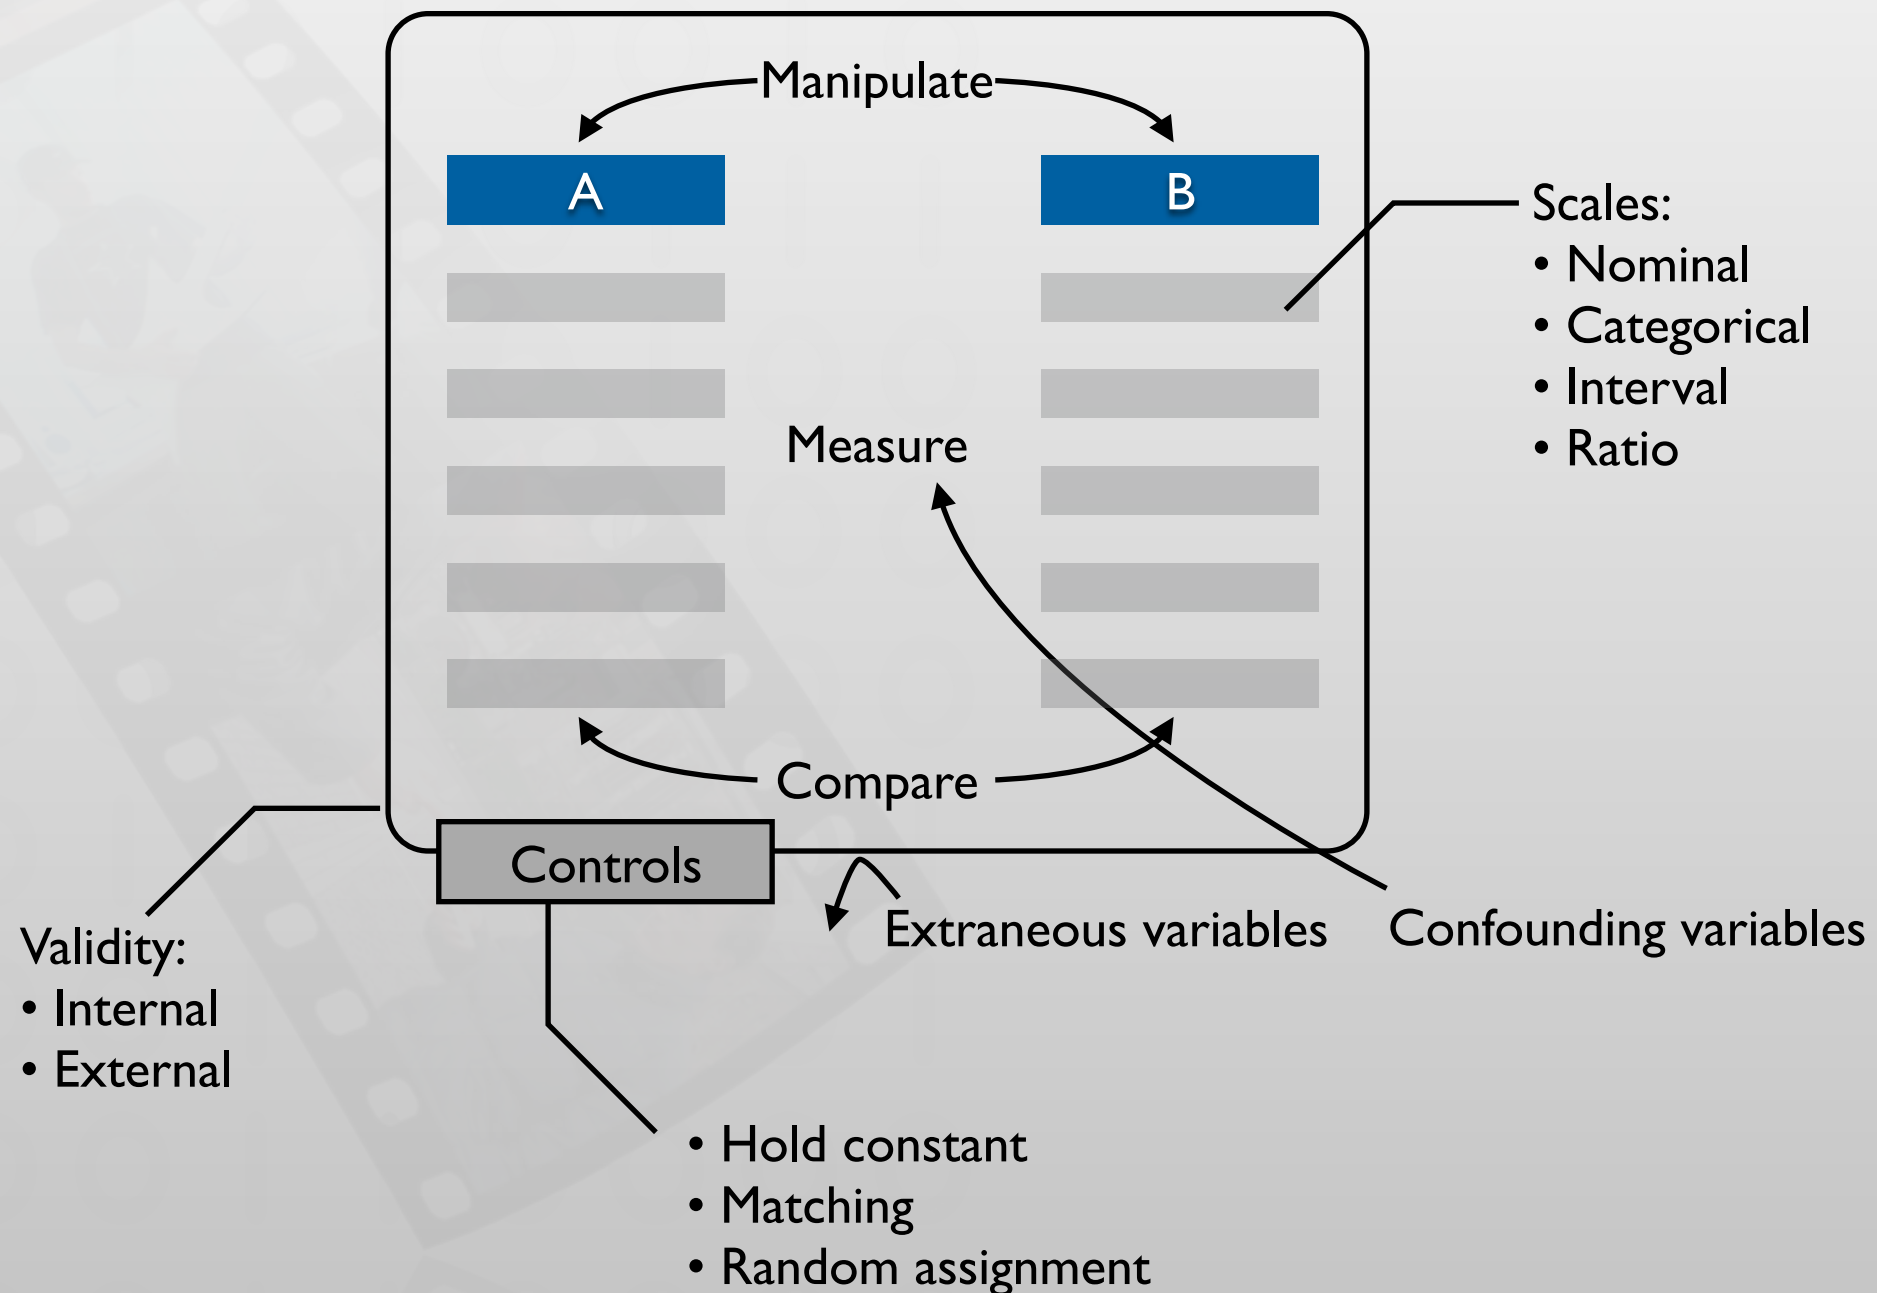 Manipulate
A
B
Scales:
• Nominal
• Categorical
• Interval
• Ratio
Measure
Compare
Controls
Extraneous variables
Confounding variables
Validity:
• Internal
• External
• Hold constant
• Matching
• Random assignment